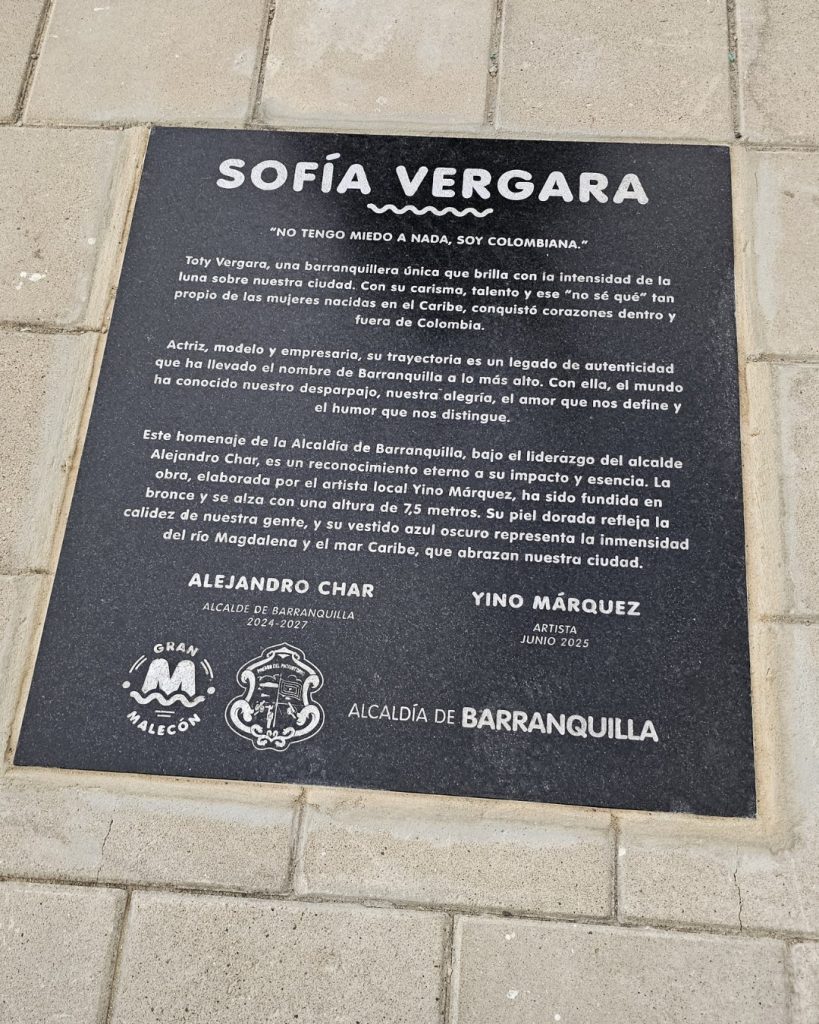 SOFÍA VERGARA
“NO TENGO MIEDO A NADA, SOY COLOMBIANA.”
Toty Vergara, una barranquillera única que brilla con la intensidad de la
luna sobre nuestra ciudad. Con su carisma, talento y ese “no sé qué” tan
propio de las mujeres nacidas en el Caribe, conquistó corazones dentro y
fuera de Colombia.
Actriz, modelo y empresaria, su trayectoria es un legado de autenticidad
que ha llevado el nombre de Barranquilla a lo más alto. Con ella, el mundo
ha conocido nuestro desparpajo, nuestra alegría, el amor que nos define y
el humor que nos distingue.
Este homenaje de la Alcaldía de Barranquilla, bajo el liderazgo del alcalde
Alejandro Char, es un reconocimiento eterno a su impacto y esencia. La
obra, elaborada por el artista local Yino Márquez, ha sido fundida en
bronce y se alza con una altura de 7,5 metros. Su piel dorada refleja la
calidez de nuestra gente, y su vestido azul oscuro representa la inmensidad
del río Magdalena y el mar Caribe, que abrazan nuestra ciudad.
ALEJANDRO CHAR
ALCALDE DE BARRANQUILLA
2024-2027
YINO MÁRQUEZ
ARTISTA
JUNIO 2025
GRAN
M
MALECÓN
ALCALDÍA DE BARRANQUILLA